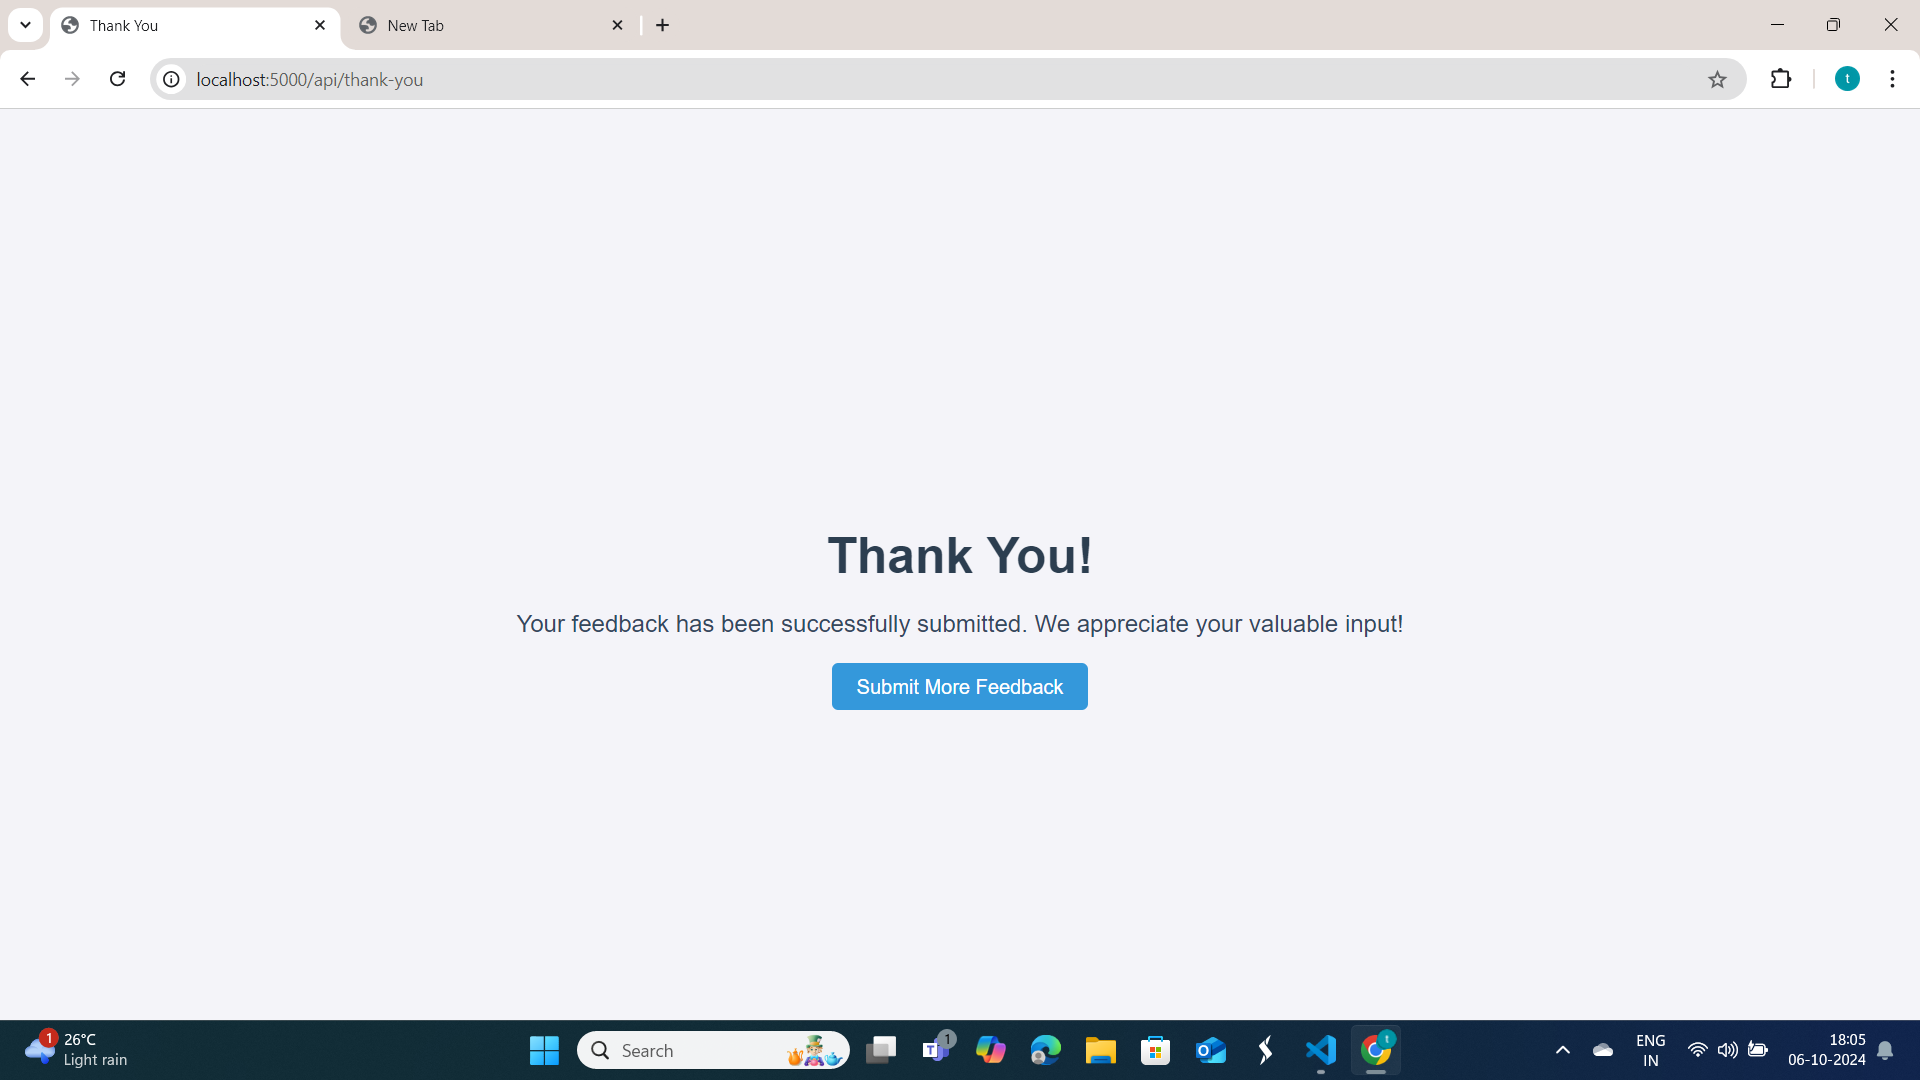 Thank You
New Tab
localhost:5000/api/thank-you
t
Thank You!
Your feedback has been successfully submitted. We appreciate your valuable input!
Submit More Feedback
1
26°C
Light rain
Search
T
1
O
t
ENG
IN
18:05
06-10-2024